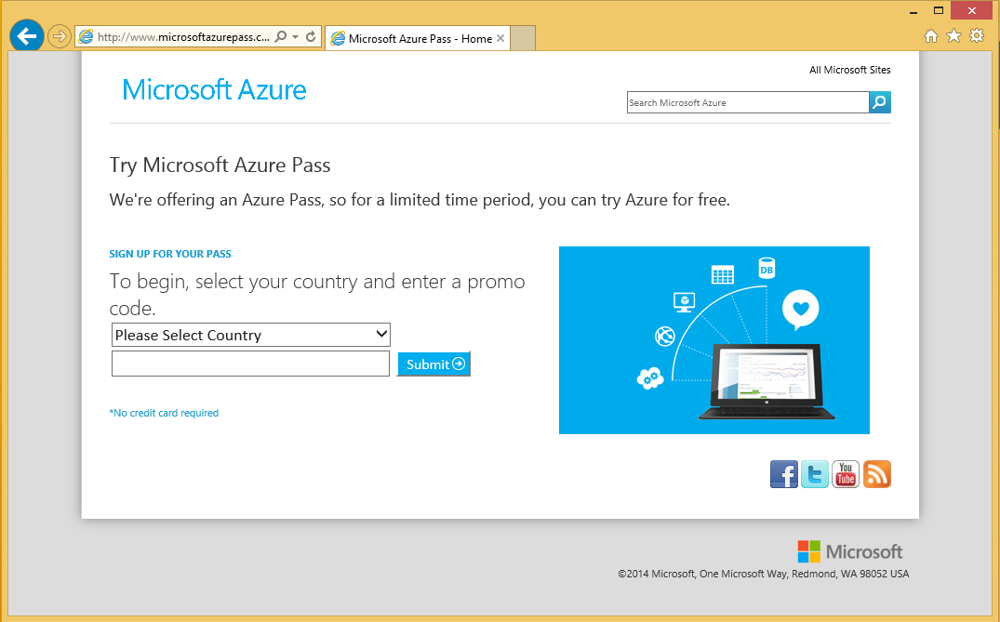 http://www.microsoftazurepass.c...
Microsoft Azure Pass - Home
All Microsoft Sites
Microsoft Azure
Search Microsoft Azure
Try Microsoft Azure Pass
We're offering an Azure Pass, so for a limited time period, you can try Azure for free.
SIGN UP FOR YOUR PASS
To begin, select your country and enter a promo
code.
Please Select Country
Submit
*No credit card required
DB
You
Tube
Microsoft
©2014 Microsoft, One Microsoft Way, Redmond, WA 98052 USA